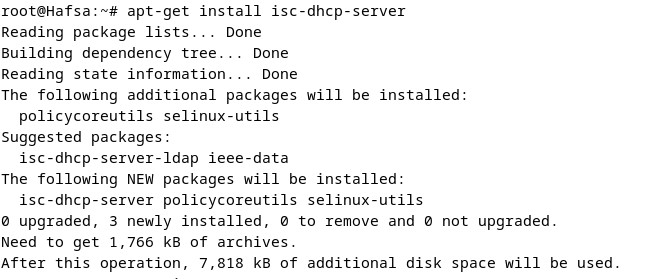 root@Hafsa:~# apt-get install isc-dhcp-server
Reading package lists... Done
Building dependency tree... Done
Reading state information... Done
The following additional packages will be installed:
  policycoreutils selinux-utils
Suggested packages:
  isc-dhcp-server-ldap ieee-data
The following NEW packages will be installed:
  isc-dhcp-server policycoreutils selinux-utils
0 upgraded, 3 newly installed, 0 to remove and 0 not upgraded.
Need to get 1,766 kB of archives.
After this operation, 7,818 kB of additional disk space will be used.